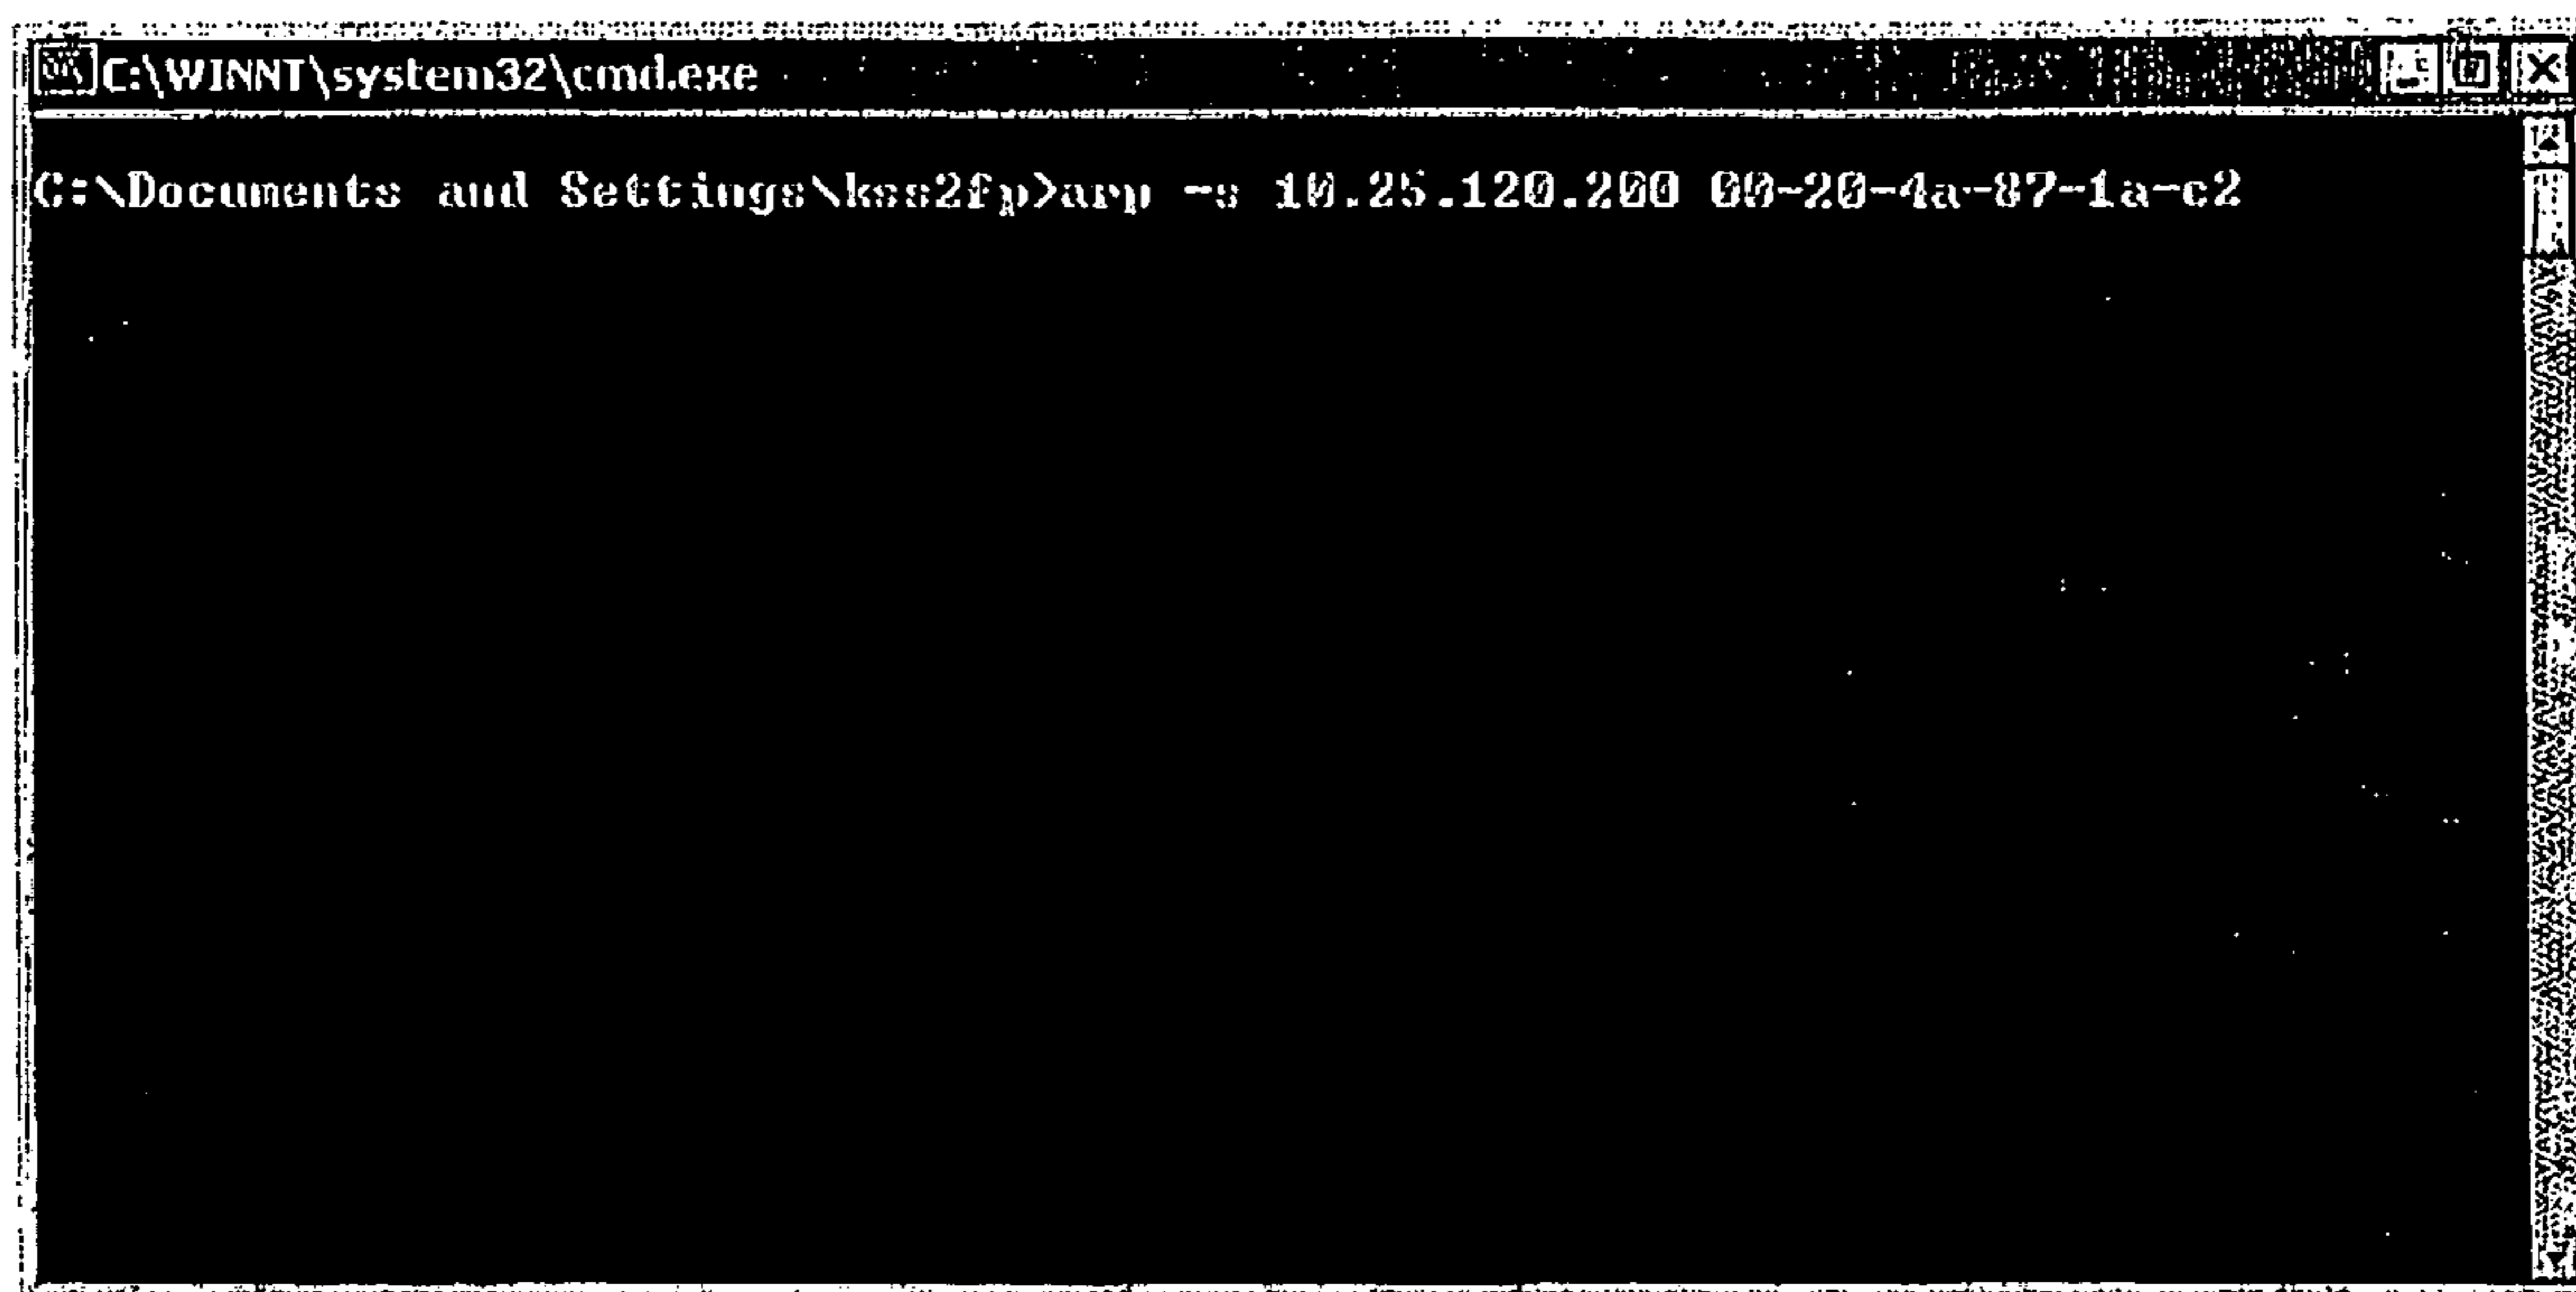 C:\WINNT\system32\cmd.exe
C:\Documents and Settings\kss2fp>arp -s 10.25.120.200 00-20-4a-87-1a-c2